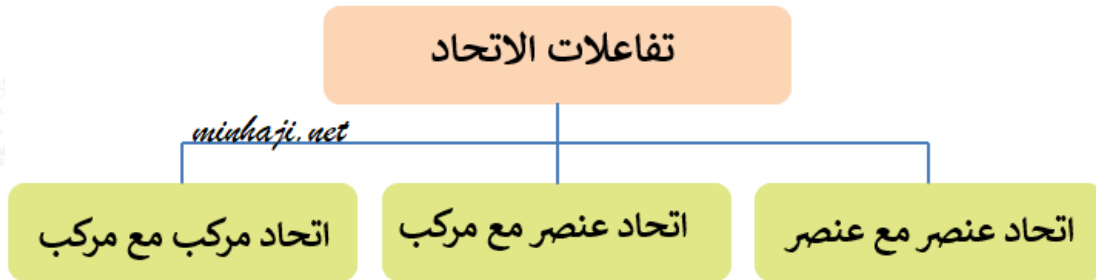 تفاعلات الاتحاد
minhaji.net
اتحاد عنصر مع عنصر
اتحاد عنصر مع مركب
اتحاد مركب مع مركب